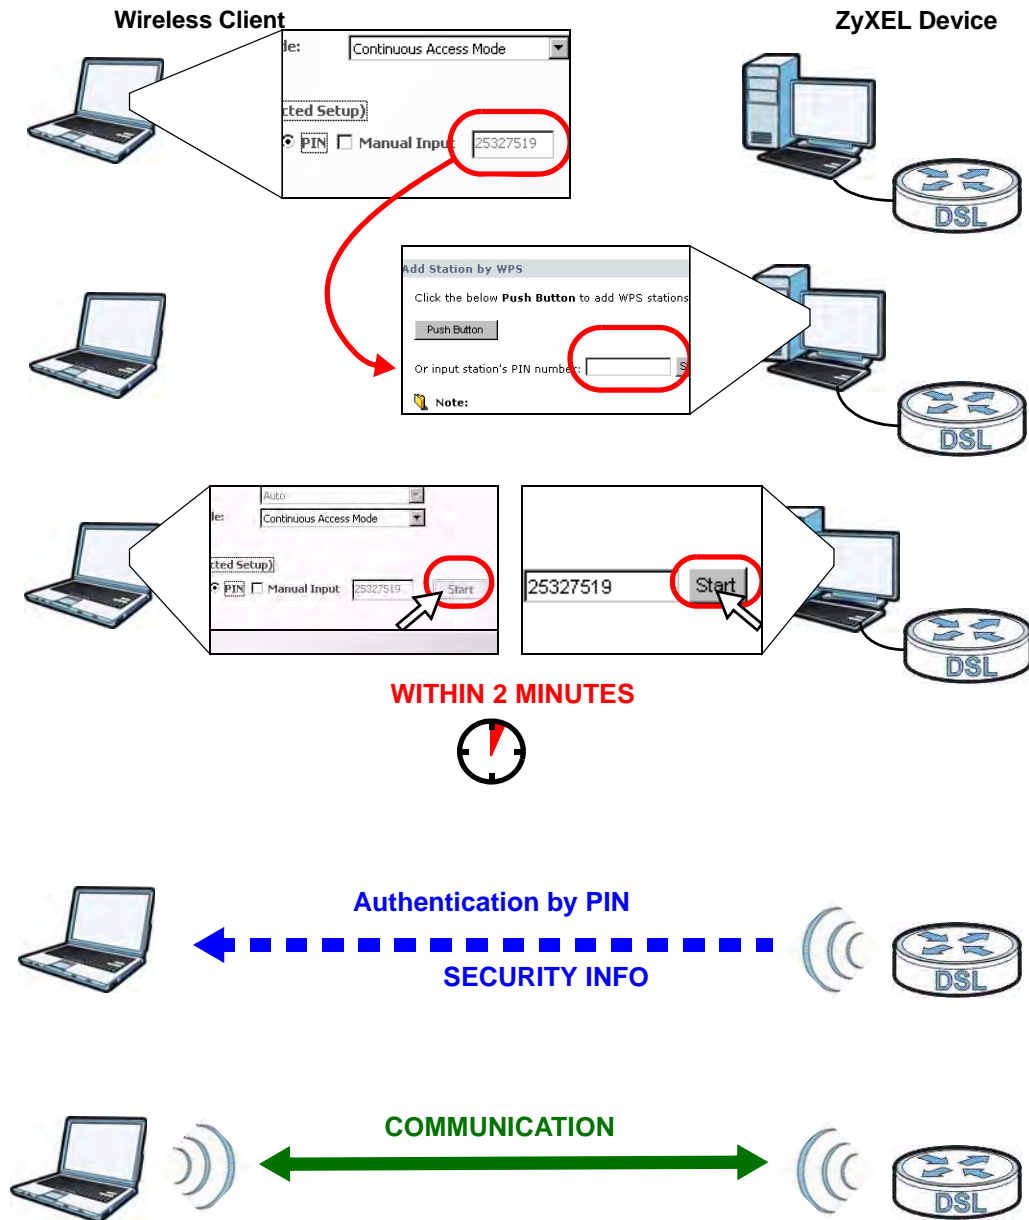 Wireless Client
ZyXEL Device
de:
Continuous Access Mode
cted Setup)
PIN Manual Input 25327519
DSL
Add Station by WPS
Click the below Push Button to add WPS stations
Push Button
Or input station's PIN number: S
Note:
DSL
Auto
de:
Continuous Access Mode
cted Setup)
PIN Manual Input 25327519 Start
25327519 Start
DSL
WITHIN 2 MINUTES
Authentication by PIN
SECURITY INFO
DSL
COMMUNICATION
DSL